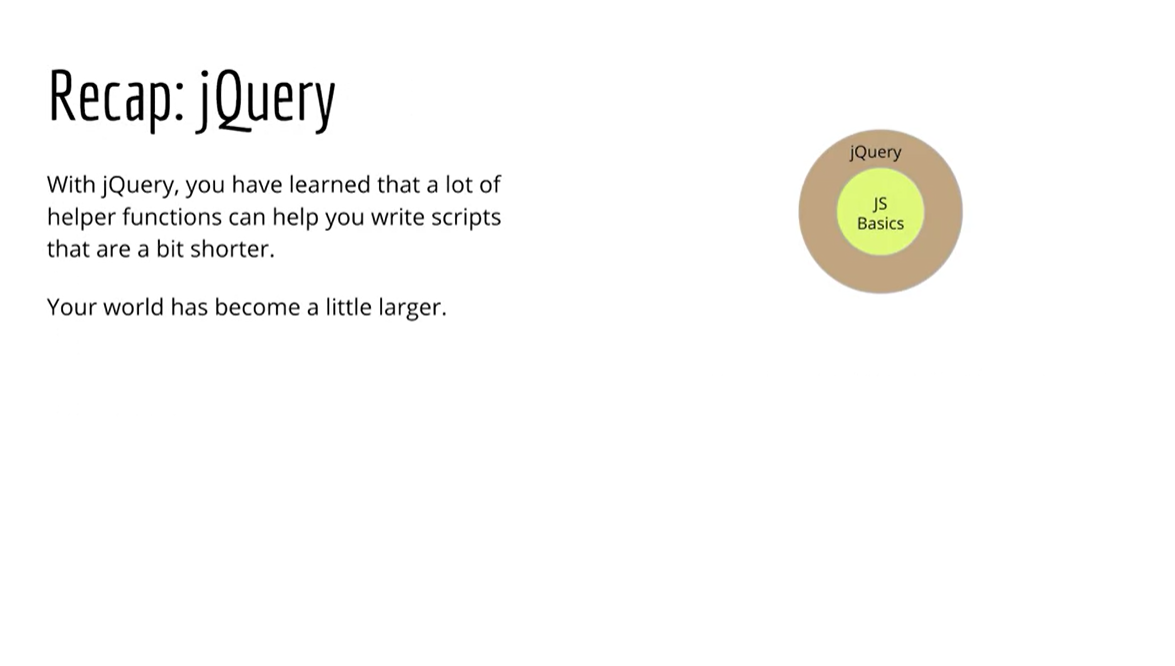 Recap: jQuery
With jQuery, you have learned that a lot of
helper functions can help you write scripts
that are a bit shorter.
Your world has become a little larger.
jQuery
JS
Basics